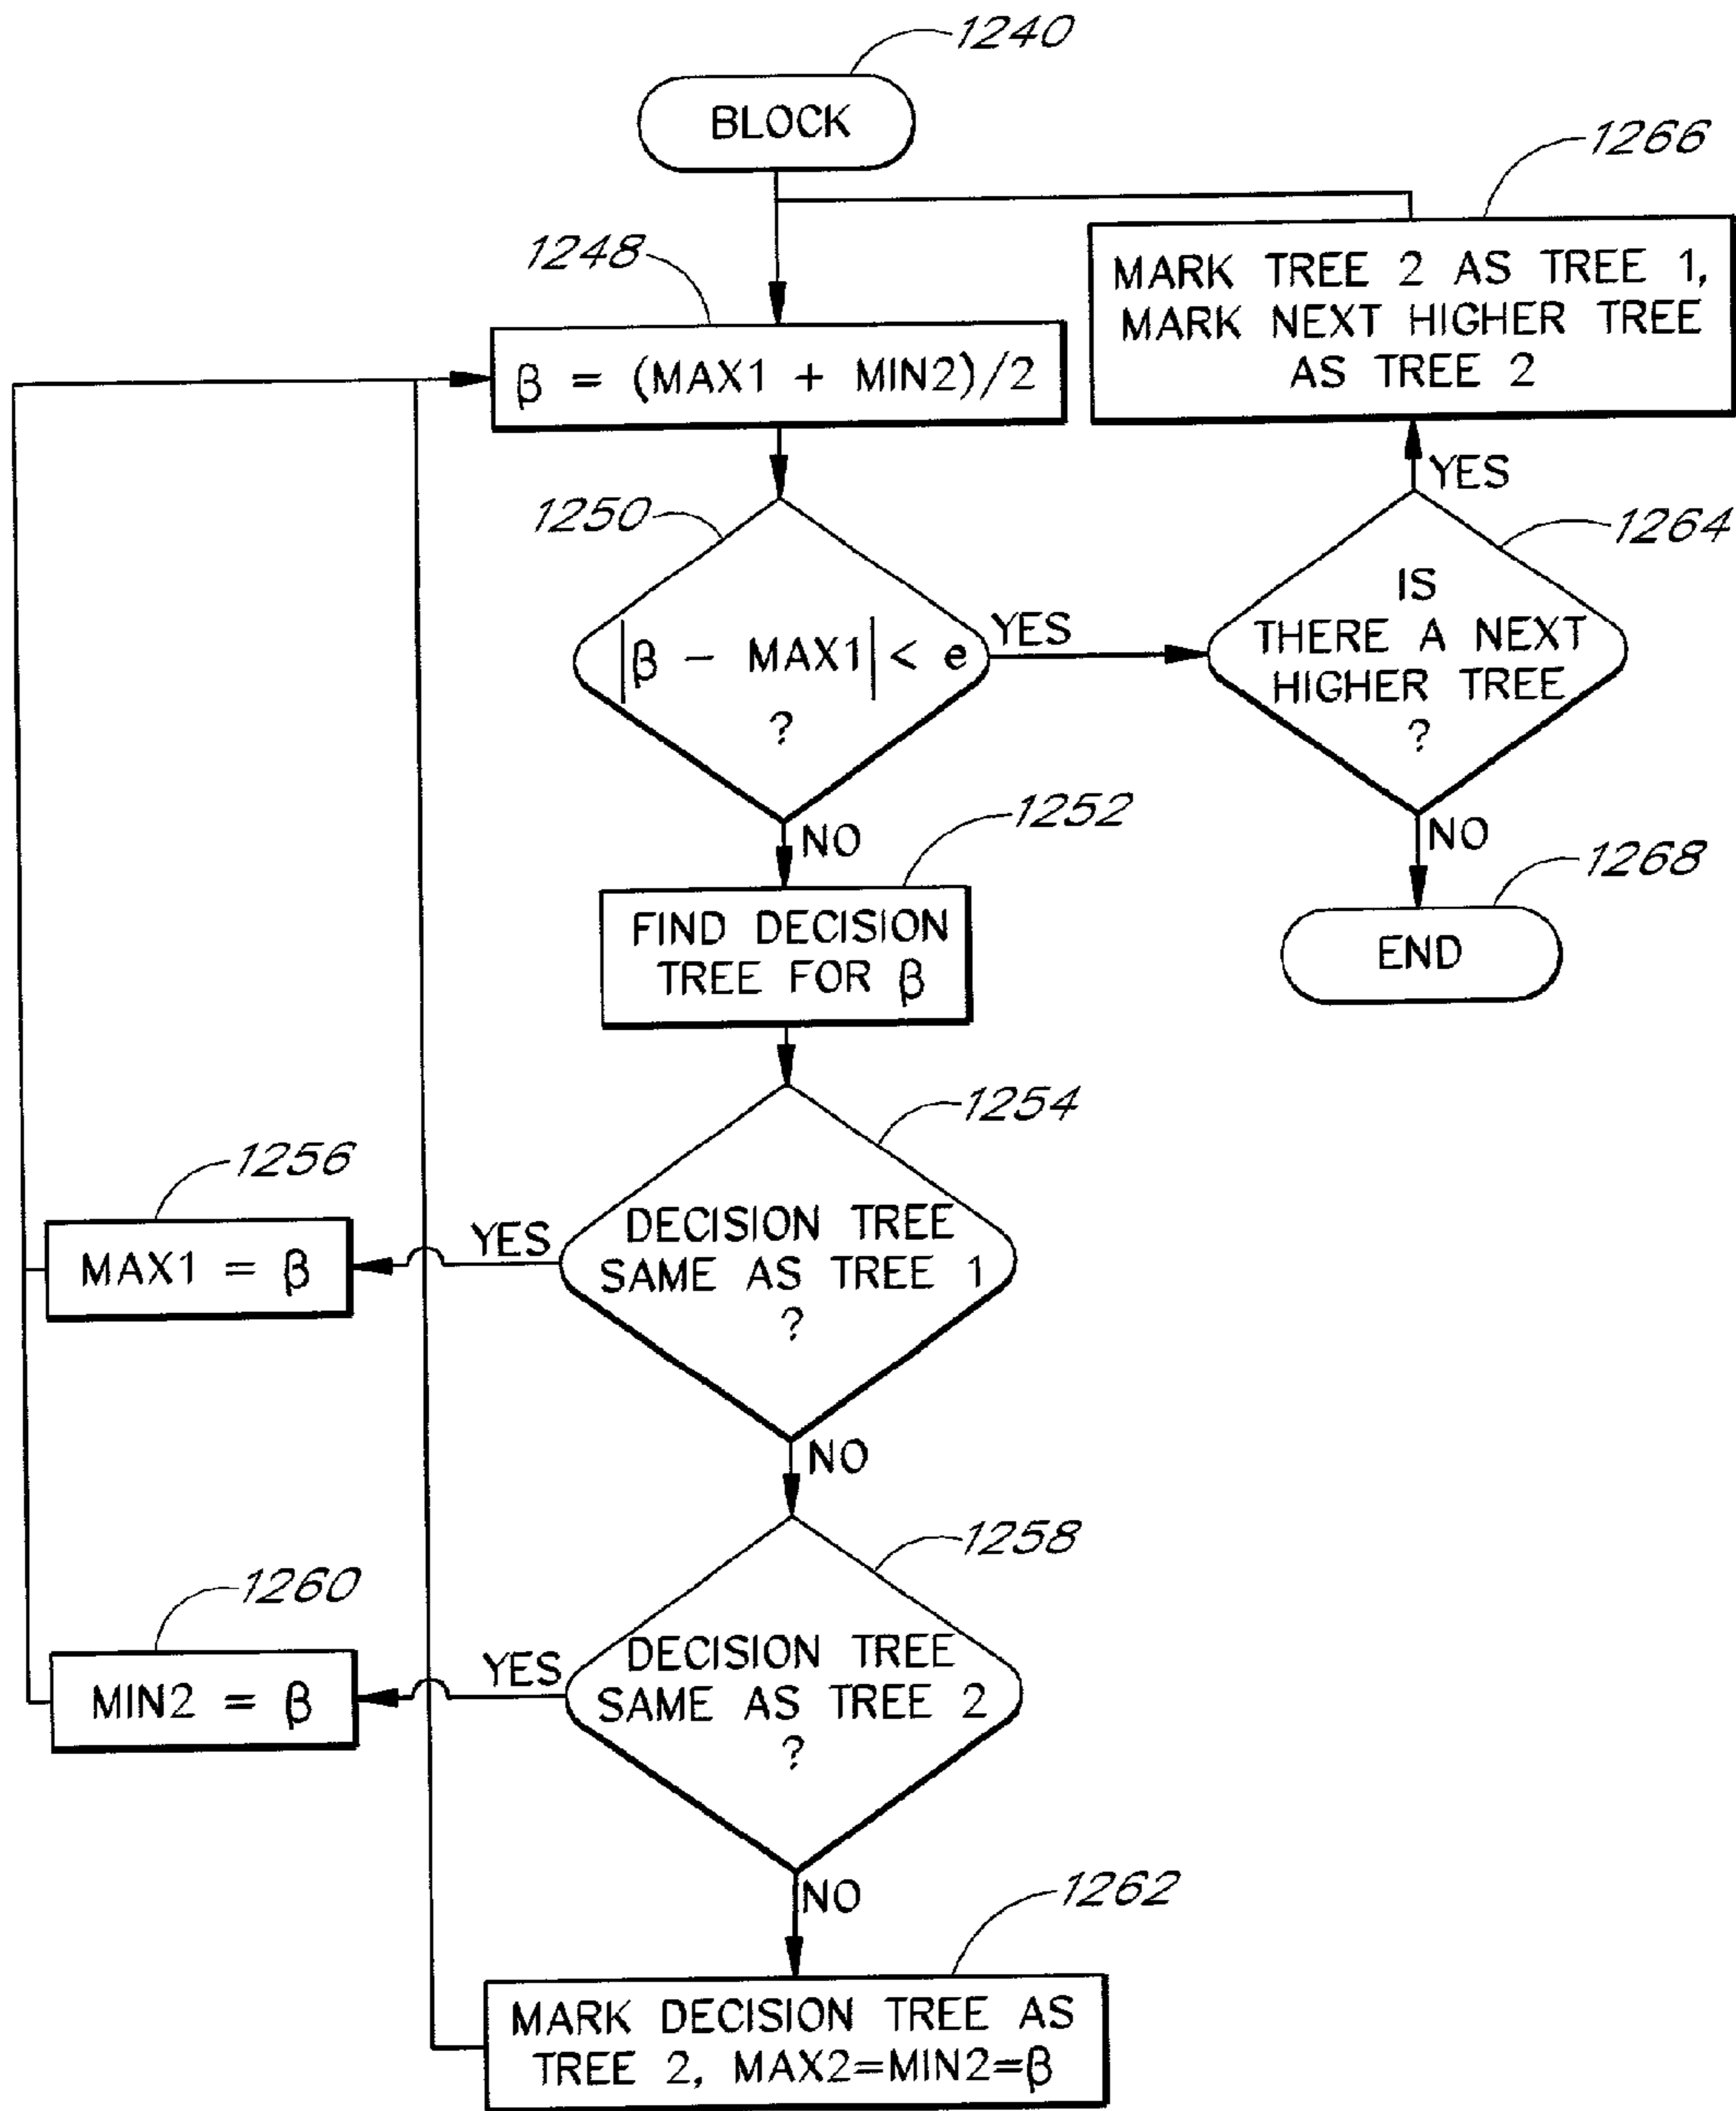 1240
BLOCK
1266
MARK TREE 2 AS TREE 1,
MARK NEXT HIGHER TREE
AS TREE 2
1248
β = (MAX1 + MIN2)/2
YES
1250
|β - MAX1| < e
?
YES
1264
IS
THERE A NEXT
HIGHER TREE
?
NO
1252
NO
1268
FIND DECISION
TREE FOR β
END
1254
DECISION TREE
SAME AS TREE 1
?
YES
1256
MAX1 = β
NO
1258
DECISION TREE
SAME AS TREE 2
?
YES
1260
MIN2 = β
NO
1262
MARK DECISION TREE AS
TREE 2, MAX2=MIN2=β